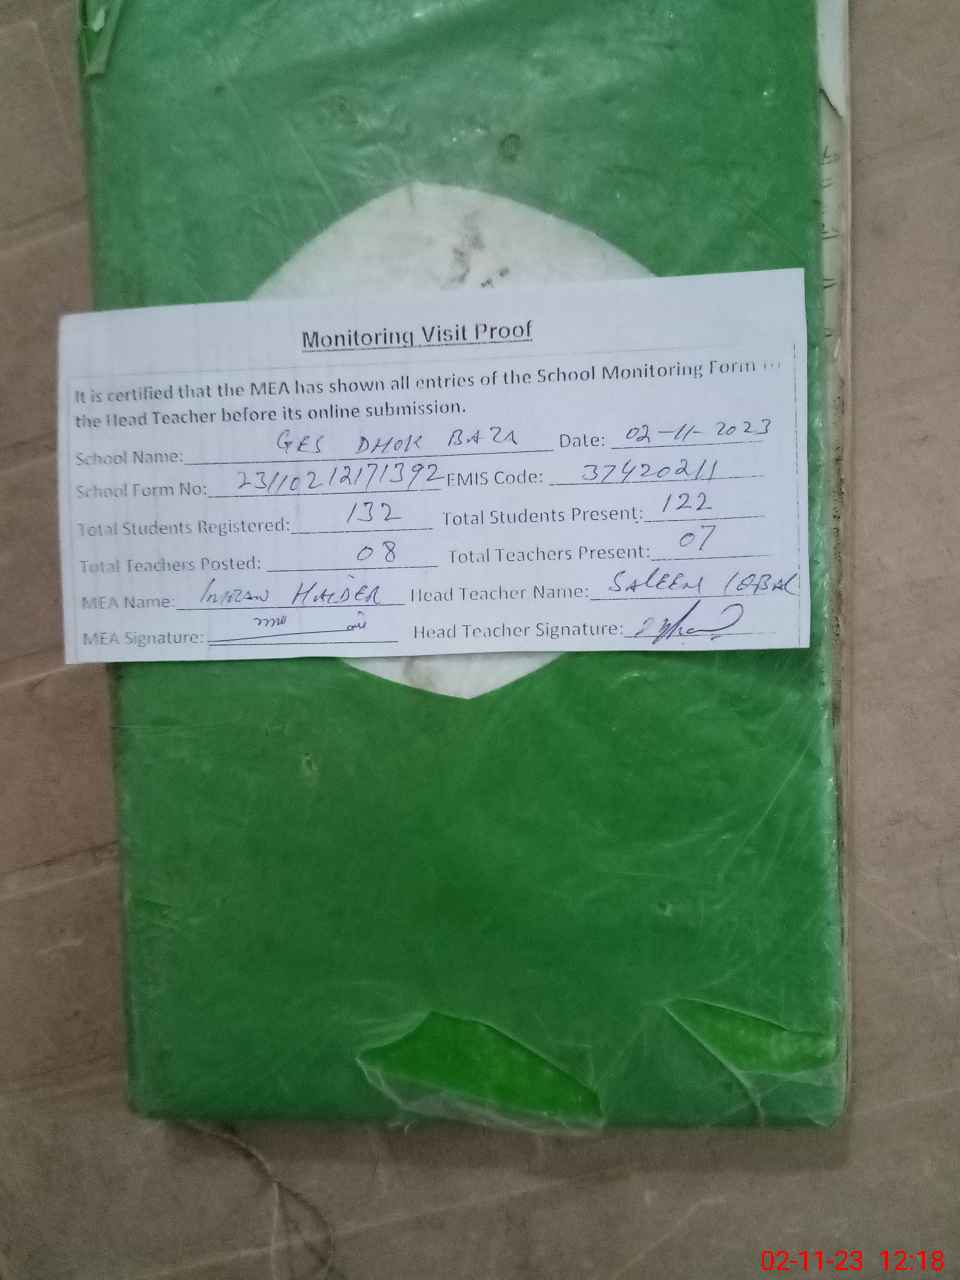 Monitoring Visit Proof
It is certified that the MEA has shown all entries of the School Monitoring Form to
the Head Teacher before its online submission.
School Name: GES DHOK BAZA Date: 02-11-2023
School Form No: 23110212171392 EMIS Code: 37420211
Total Students Registered: 132 Total Students Present: 122
Total Teachers Posted: 08 Total Teachers Present: 07
MEA Name: IMRAN HAIDER Head Teacher Name: SALEEM IQBAL
MEA Signature: Head Teacher Signature:
02-11-23 12:18